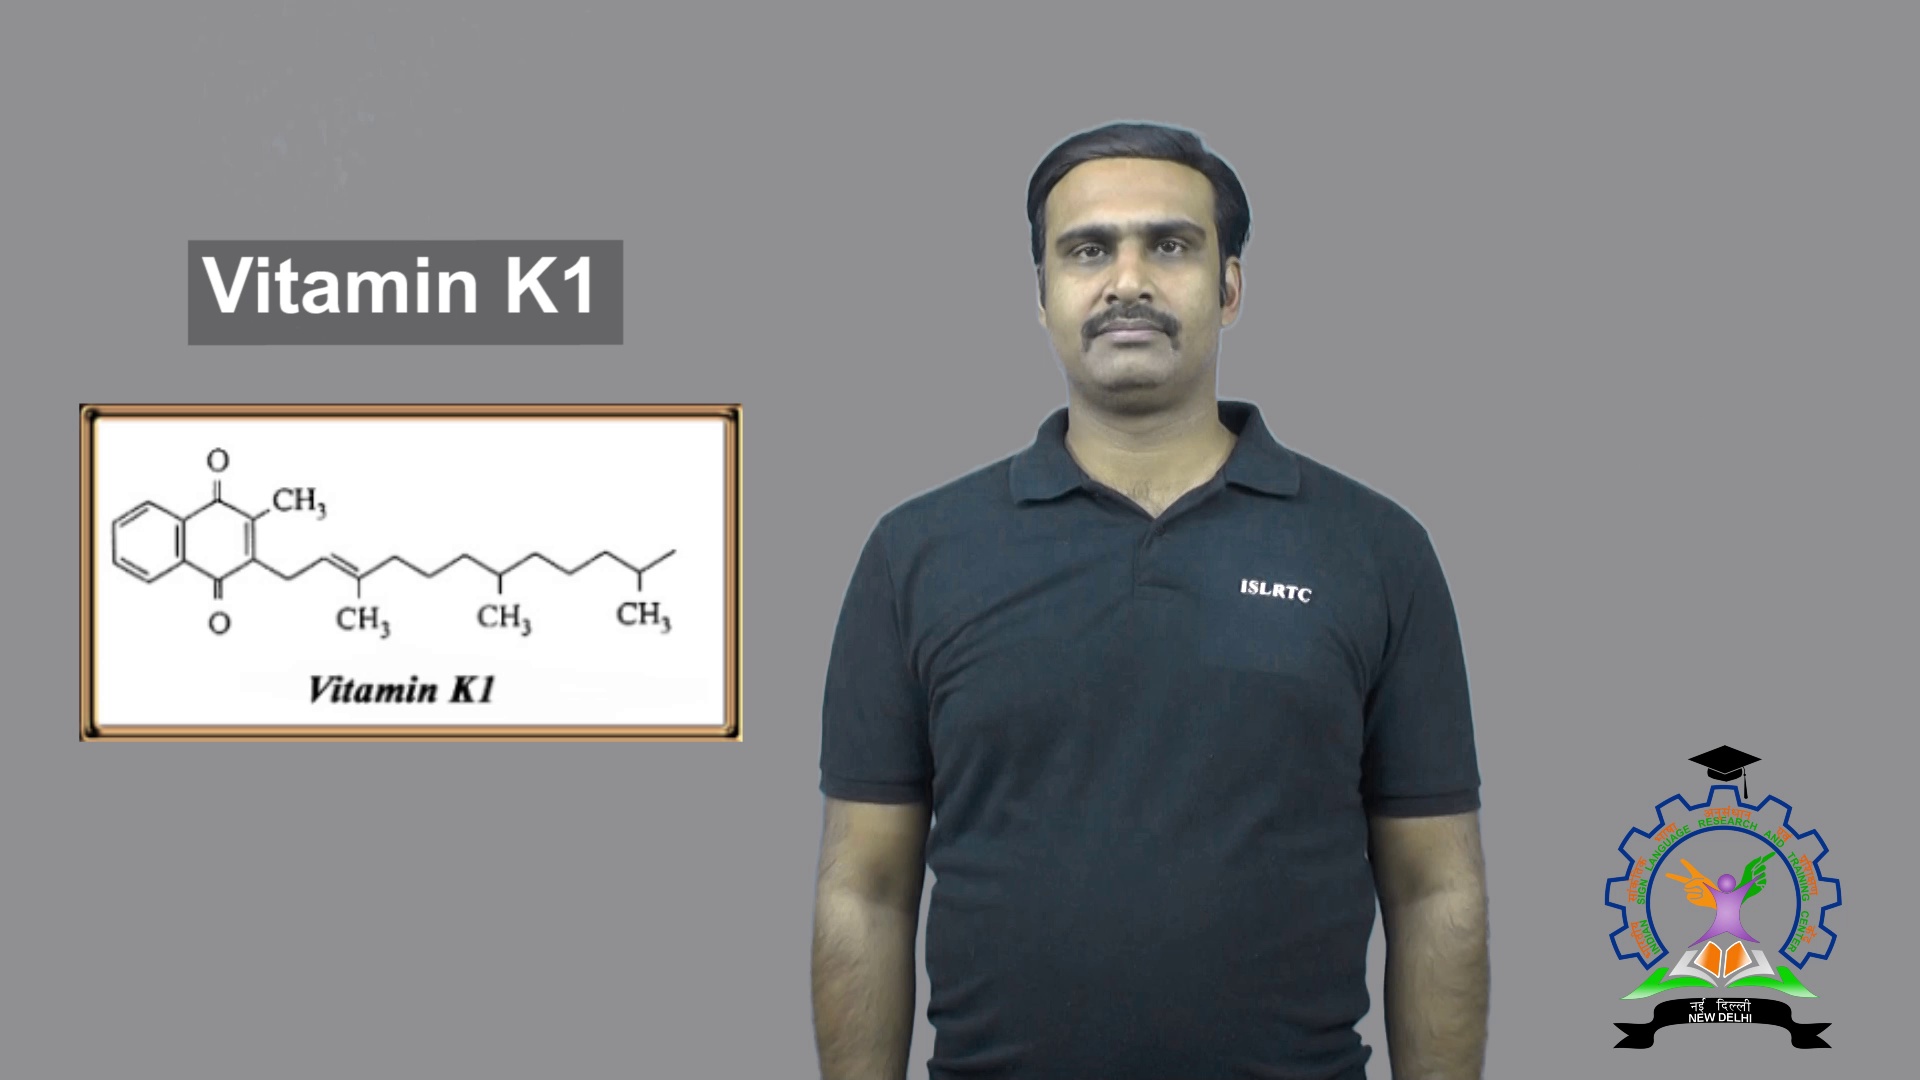 Vitamin K1
O
CH3
O
CH3
CH3
CH3
Vitamin K1
ISLRTC
INDIAN SIGN LANGUAGE RESEARCH AND TRAINING CENTER
नई दिल्ली
NEW DELHI